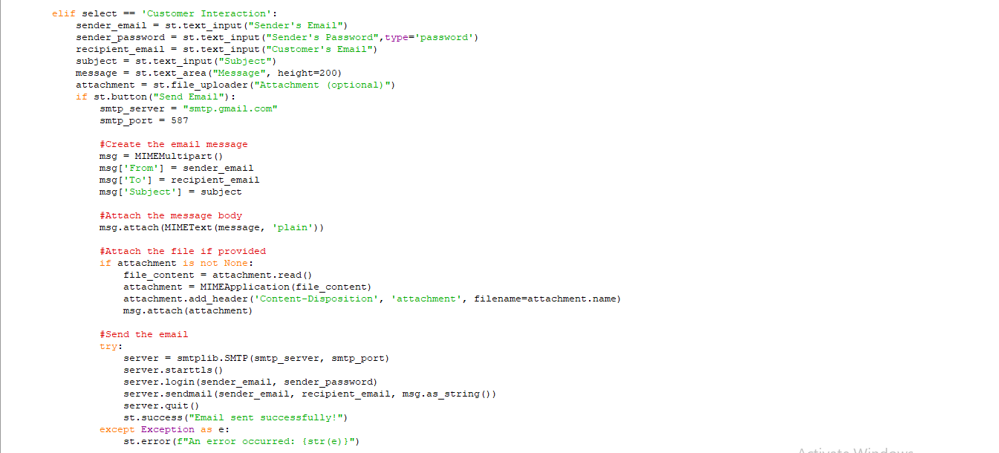 elif select == 'Customer Interaction':
    sender_email = st.text_input("Sender's Email")
    sender_password = st.text_input("Sender's Password",type='password')
    recipient_email = st.text_input("Customer's Email")
    subject = st.text_input("Subject")
    message = st.text_area("Message", height=200)
    attachment = st.file_uploader("Attachment (optional)")
    if st.button("Send Email"):
        smtp_server = "smtp.gmail.com"
        smtp_port = 587

        #Create the email message
        msg = MIMEMultipart()
        msg['From'] = sender_email
        msg['To'] = recipient_email
        msg['Subject'] = subject

        #Attach the message body
        msg.attach(MIMEText(message, 'plain'))

        #Attach the file if provided
        if attachment is not None:
            file_content = attachment.read()
            attachment = MIMEApplication(file_content)
            attachment.add_header('Content-Disposition', 'attachment', filename=attachment.name)
            msg.attach(attachment)

        #Send the email
        try:
            server = smtplib.SMTP(smtp_server, smtp_port)
            server.starttls()
            server.login(sender_email, sender_password)
            server.sendmail(sender_email, recipient_email, msg.as_string())
            server.quit()
            st.success("Email sent successfully!")
        except Exception as e:
            st.error(f"An error occurred: {str(e)}")
Activate Windows